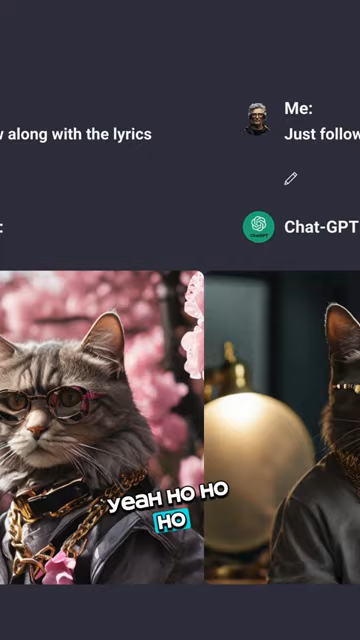 Me:
w along with the lyrics
Just follow
:
Chat-GPT
Yeah ho ho
ho